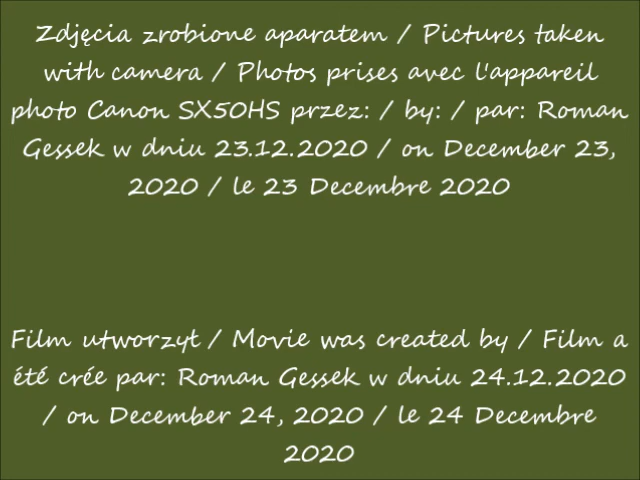 Zdjęcia zrobione aparatem / Pictures taken
with camera / Photos prises avec l'appareil
photo Canon SX50HS przez: / by: / par: Roman
Gessek w dniu 23.12.2020 / on December 23,
2020 / le 23 Decembre 2020
Film utworzył / Movie was created by / Film a
été crée par: Roman Gessek w dniu 24.12.2020
/ on December 24, 2020 / le 24 Decembre
2020